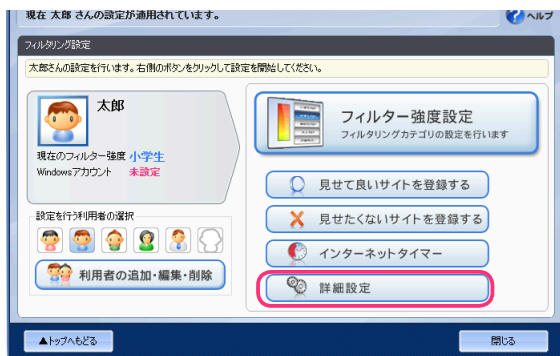 現在 太郎 さんの設定が適用されています。
ヘルプ
フィルタリング設定
太郎さんの設定を行います。右側のボタンをクリックして設定を開始してください。
太郎
現在のフィルター強度 小学生
Windowsアカウント 未設定
設定を行う利用者の選択
利用者の追加・編集・削除
フィルター強度設定
フィルタリングカテゴリの設定を行います
見せて良いサイトを登録する
見せたくないサイトを登録する
インターネットタイマー
詳細設定
▲トップへもどる
閉じる